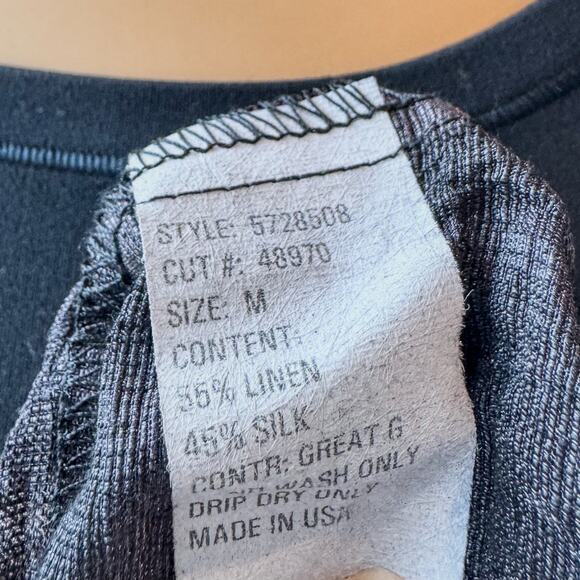 STYLE: 5728508
CUT #: 48970
SIZE: M
CONTENT:
55% LINEN
45% SILK
CONTR: GREAT G
WASH ONLY
DRIP DRY ONLY
MADE IN USA